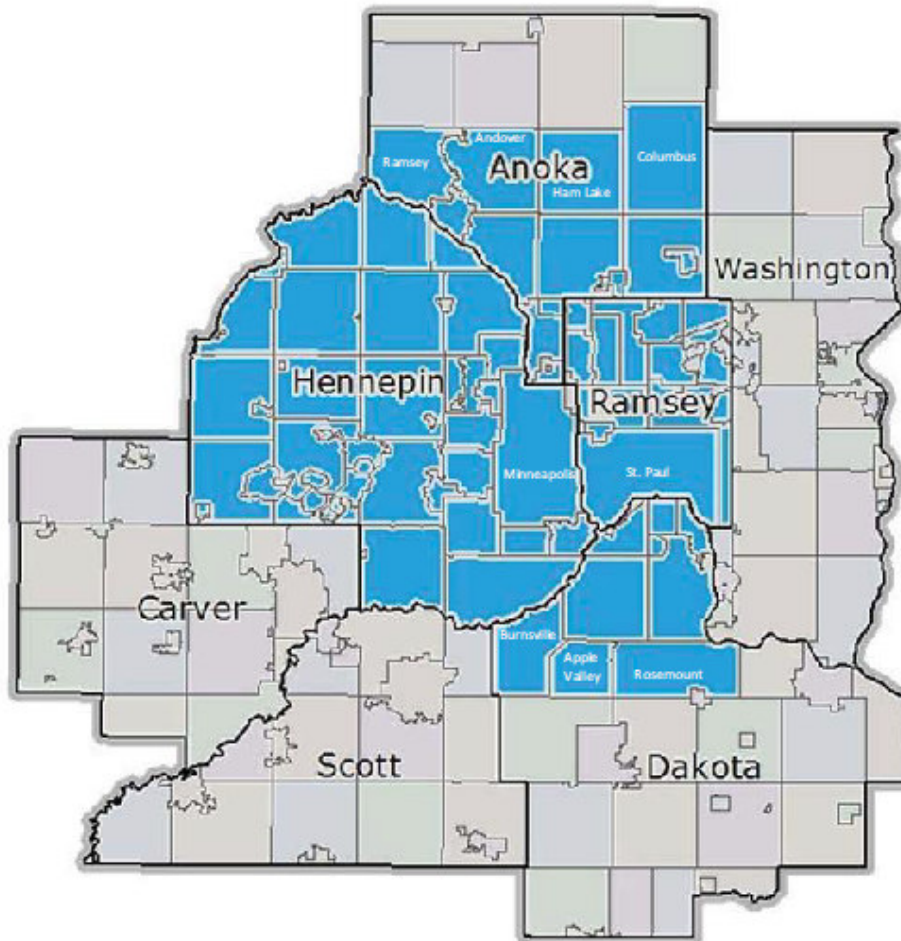 Andover
Ramsey
Anoka
Columbus
Ham Lake
Washington
Hennepin
Ramsey
Minneapolis
St. Paul
Carver
Burnsville
Apple
Valley
Rosemount
Scott
Dakota